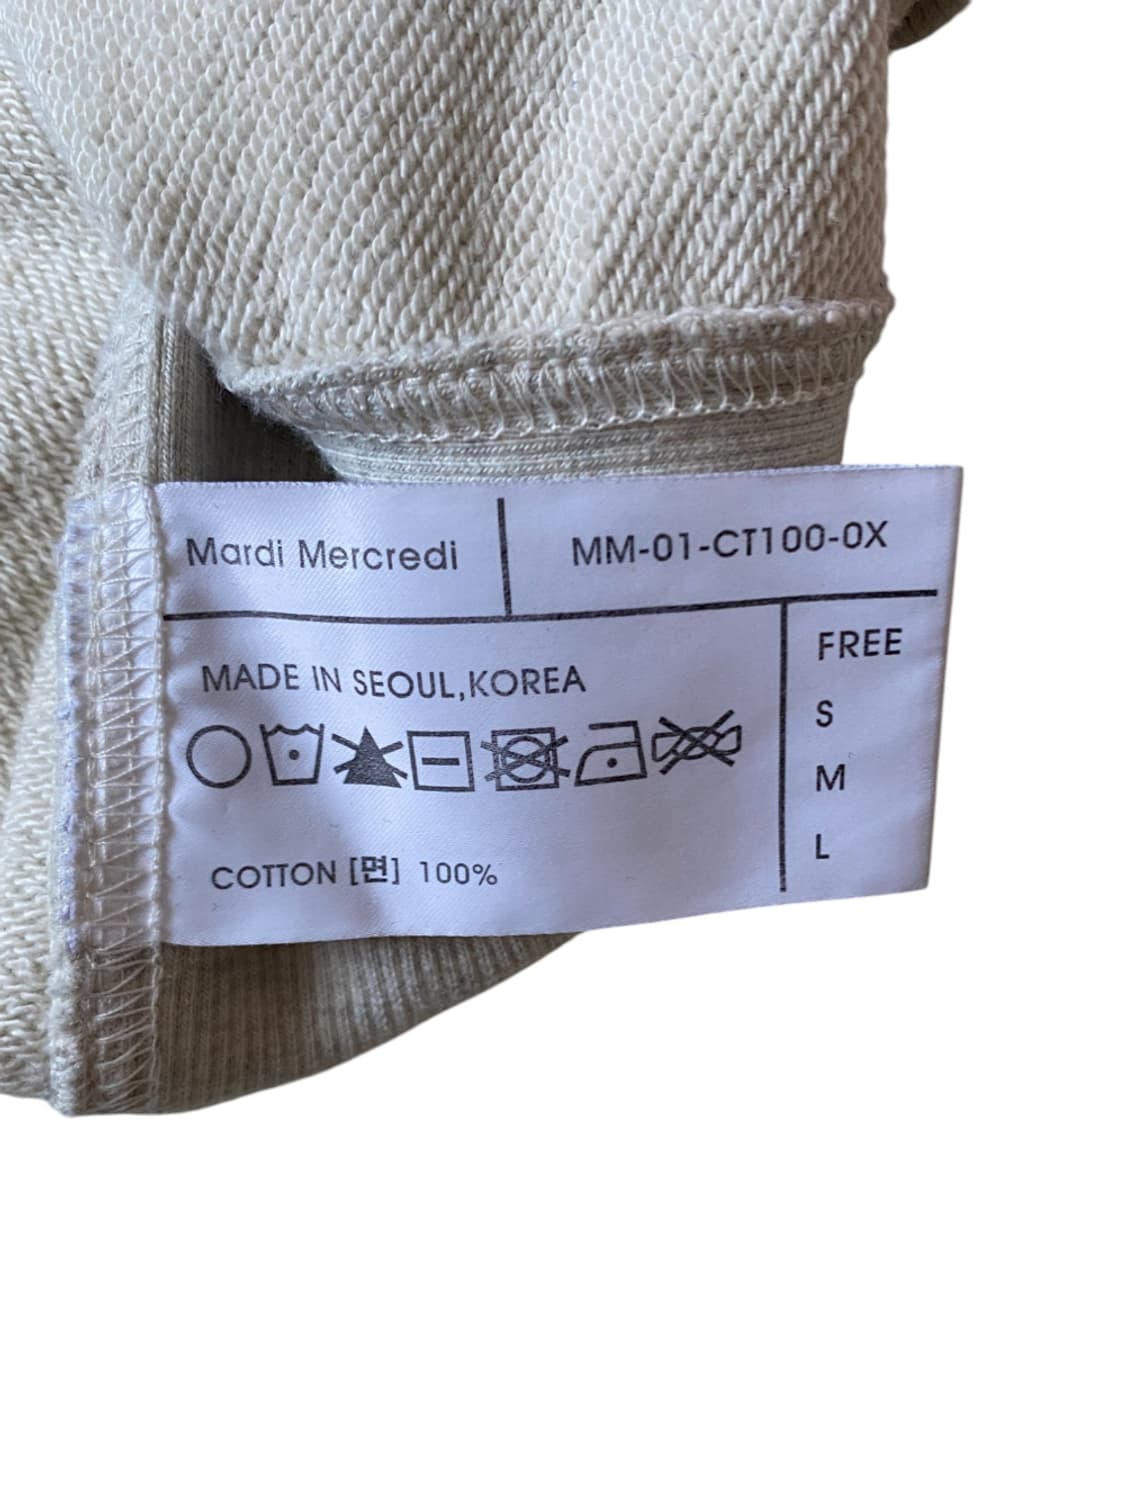 Mardi Mercredi
MM-01-CT100-0X
MADE IN SEOUL,KOREA
COTTON [면] 100%
FREE
S
M
L